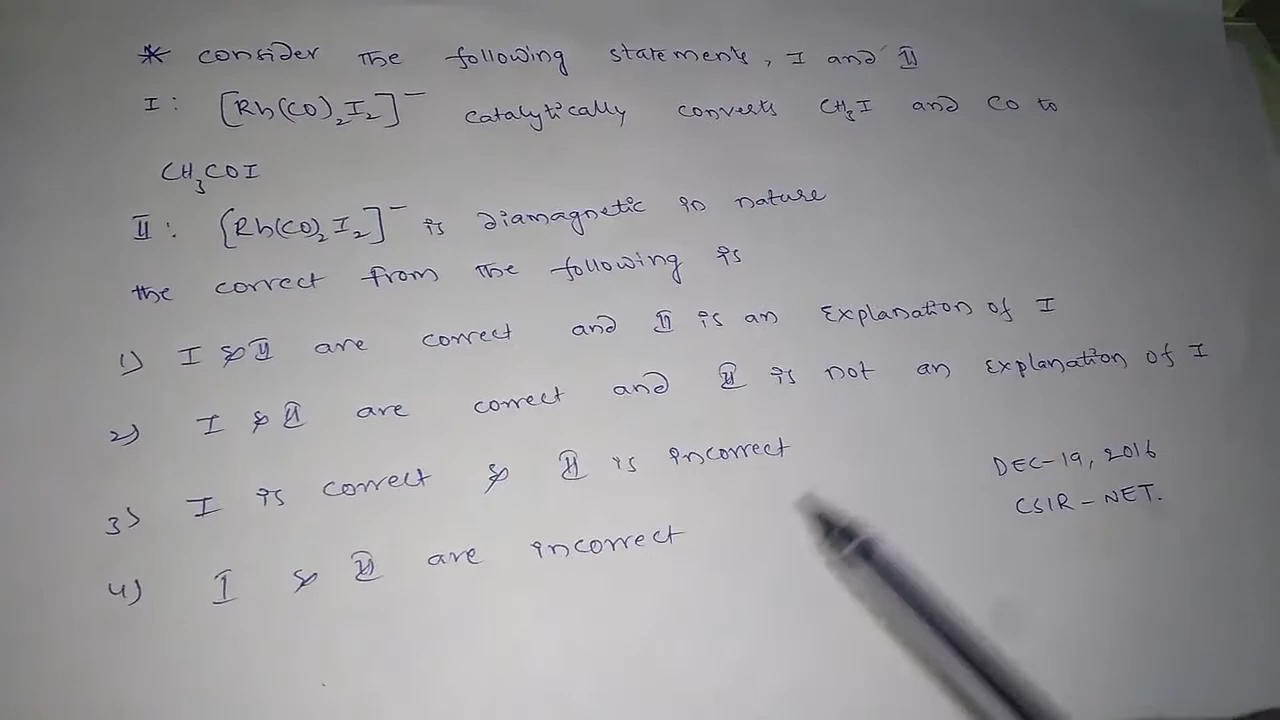 * consider the following statements, I and II
I : [Rh(CO)₂I₂]⁻ catalytically converts CH₃I and CO to
CH₃COI
II : [Rh(CO)₂I₂]⁻ is diamagnetic in nature
the correct from the following is
1) I & II are correct and II is an Explanation of I
2) I & II are correct and II is not an explanation of I
3) I is correct & II is incorrect
4) I & II are incorrect
DEC-19, 2016
CSIR - NET.